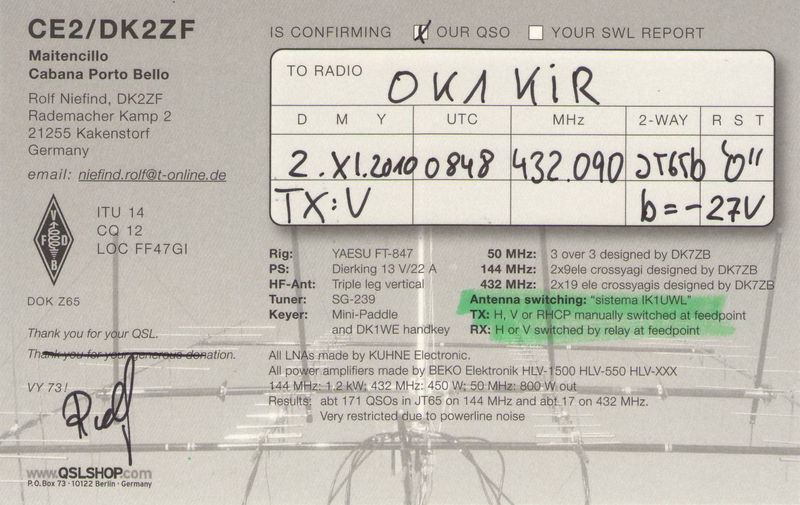 CE2/DK2ZF
Maitencillo
Cabana Porto Bello
Rolf Niefind, DK2ZF
Rademacher Kamp 2
21255 Kakenstorf
Germany
email: niefind.rolf@t-online.de
V
F D
B
ITU 14
CQ 12
LOC FF47GI
DOK Z65
Thank you for your QSL.
Thank you for your generous donation.
VY 73!
Rolf
www.QSLSHOP.com
P.O.Box 73 · 10122 Berlin · Germany
IS CONFIRMING X OUR QSO YOUR SWL REPORT
TO RADIO OK1KIR
D M Y UTC MHz 2-WAY R S T
2.XI.2010 0848 432.090 JT65b "O"
TX:V b=-27V
Rig: YAESU FT-847
PS: Dierking 13 V/22 A
HF-Ant: Triple leg vertical
Tuner: SG-239
Keyer: Mini-Paddle
and DK1WE handkey
50 MHz: 3 over 3 designed by DK7ZB
144 MHz: 2x9ele crossyagi designed by DK7ZB
432 MHz: 2x19 ele crossyagis designed by DK7ZB
Antenna switching: "sistema IK1UWL"
TX: H, V or RHCP manually switched at feedpoint
RX: H or V switched by relay at feedpoint
All LNAs made by KUHNE Electronic.
All power amplifiers made by BEKO Elektronik HLV-1500 HLV-550 HLV-XXX
144 MHz: 1,2 kW; 432 MHz: 450 W; 50 MHz: 800 W out
Results: abt 171 QSOs in JT65 on 144 MHz and abt 17 on 432 MHz.
Very restricted due to powerline noise